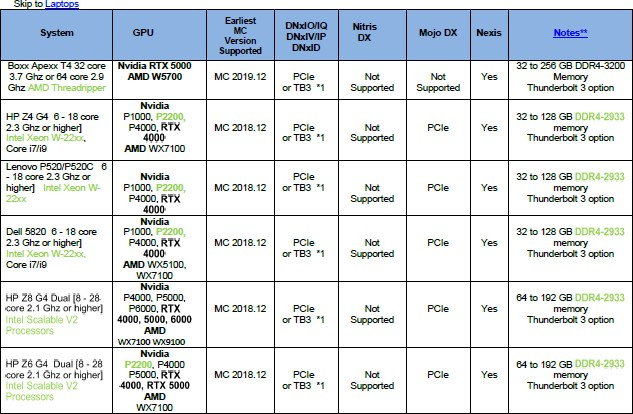 Skip to Laptops
System
GPU
Earliest
MC
Version
Supported
DNxIO/IQ
DNxIV/IP
DNxID
Nitris
DX
Mojo DX
Nexis
Notes**
Boxx Apexx T4 32 core
3.7 Ghz or 64 core 2.9
Ghz AMD Threadripper
Nvidia RTX 5000
AMD W5700
MC 2019.12
PCIe
or TB3 *1
Not
Supported
Not
Supported
Yes
32 to 256 GB DDR4-3200
Memory
Thunderbolt 3 option
HP Z4 G4 6 - 18 core
2.3 Ghz or higher]
Intel Xeon W-22xx,
Core i7/i9
Nvidia
P1000, P2200,
P4000, RTX
4000
AMD WX7100
MC 2018.12
PCIe
or TB3 *1
Not
Supported
PCIe
Yes
32 to 128 GB DDR4-2933
memory
Thunderbolt 3 option
Lenovo P520/P520C 6
- 18 core 2.3 Ghz or
higher] Intel Xeon W-
22xx
Nvidia
P1000, P2200,
P4000, RTX
4000
MC 2018.12
PCIe
or TB3 *1
Not
Supported
PCIe
Yes
32 to 128 GB DDR4-2933
memory
Thunderbolt 3 option
Dell 5820 6 - 18 core
2.3 Ghz or higher]
Intel Xeon W-22xx,
Core i7/i9
Nvidia
P1000, P2200,
P4000, RTX
4000
AMD WX5100,
WX7100
MC 2018.12
PCIe
or TB3 *1
Not
Supported
PCIe
Yes
32 to 128 GB DDR4-2933
memory
Thunderbolt 3 option
HP Z8 G4 Dual [8 - 28
core 2.1 Ghz or higher]
Intel Scalable V2
Processors
Nvidia
P4000, P5000,
P6000, RTX
4000, 5000, 6000
AMD
WX7100 WX9100
MC 2018.12
PCIe
or TB3 *1
Not
Supported
PCIe
Yes
64 to 192 GB DDR4-2933
memory
Thunderbolt 3 option
HP Z6 G4 Dual [8 - 28
core 2.1 Ghz or higher]
Intel Scalable V2
Processors
Nvidia
P2200, P4000
P5000, RTX
4000, RTX 5000
AMD
WX7100
MC 2018.12
PCIe
or TB3 *1
Not
Supported
PCIe
Yes
64 to 192 GB DDR4-2933
memory
Thunderbolt 3 option